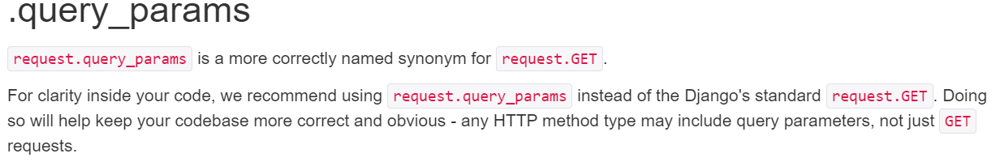 .query_params
request.query_params is a more correctly named synonym for request.GET.
For clarity inside your code, we recommend using request.query_params instead of the Django's standard request.GET. Doing
so will help keep your codebase more correct and obvious - any HTTP method type may include query parameters, not just GET
requests.